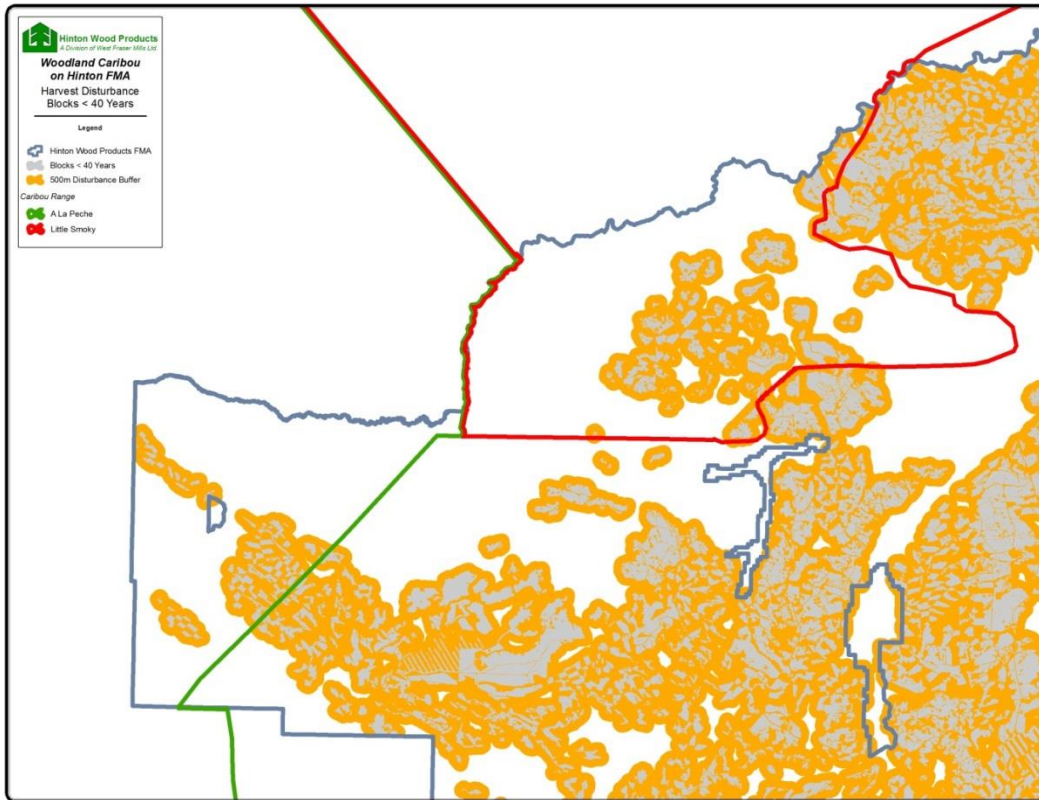 Hinton Wood Products
A Division of West Fraser Mills Ltd.
Woodland Caribou
on Hinton FMA
Harvest Disturbance
Blocks < 40 Years
Legend
Hinton Wood Products FMA
Blocks < 40 Years
500m Disturbance Buffer
Caribou Range
A La Peche
Little Smoky